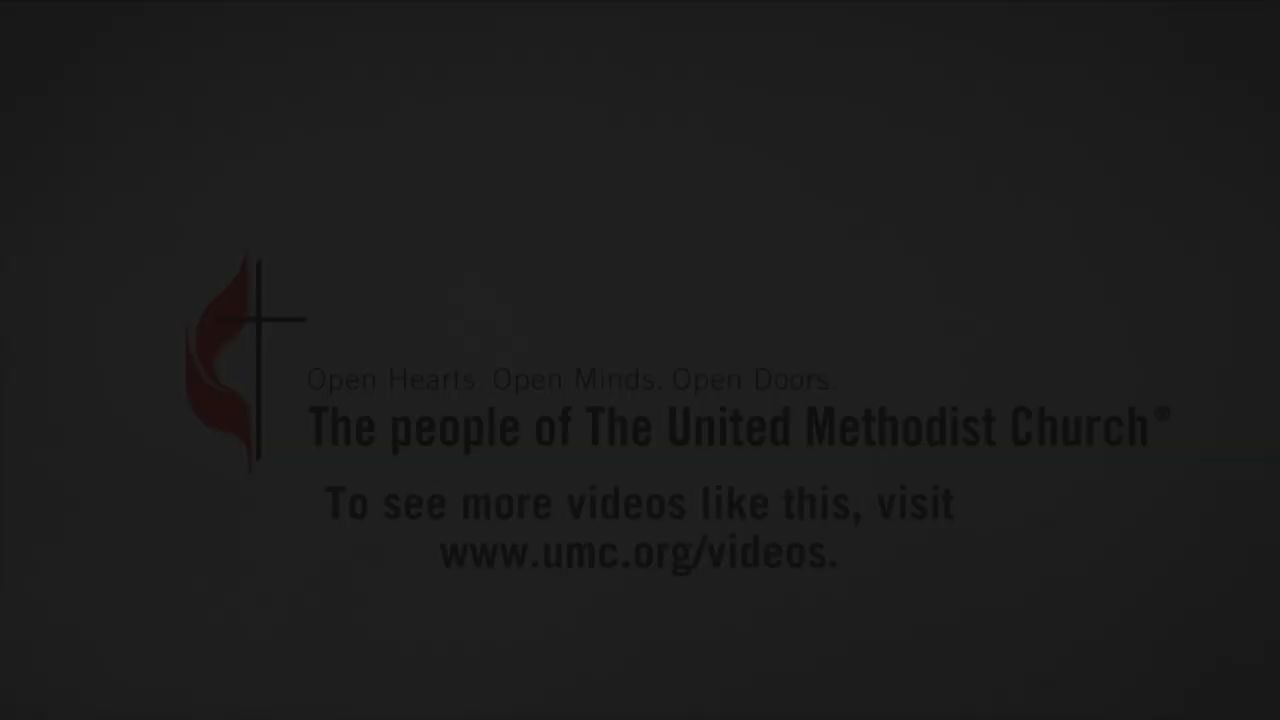 Open Hearts. Open Minds. Open Doors.
The people of The United Methodist Church®
To see more videos like this, visit
www.umc.org/videos.